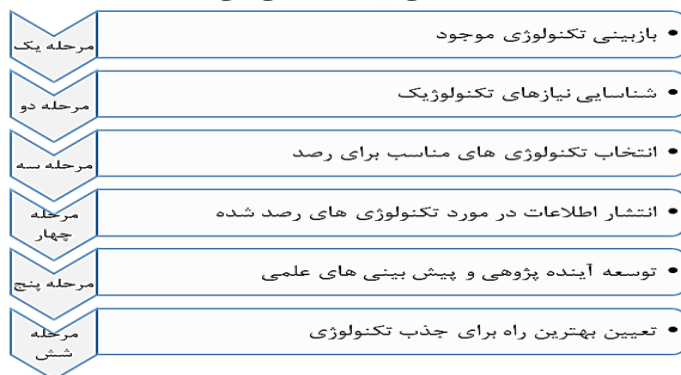 مرحله یک
• بازبینی تکنولوژی موجود
مرحله دو
• شناسایی نیازهای تکنولوژیک
مرحله سه
• انتخاب تکنولوژی های مناسب برای رصد
مرحله
چهار
• انتشار اطلاعات در مورد تکنولوژی های رصد شده
مرحله پنج
• توسعه آینده پژوهی و پیش بینی های علمی
مرحله
شش
• تعیین بهترین راه برای جذب تکنولوژی